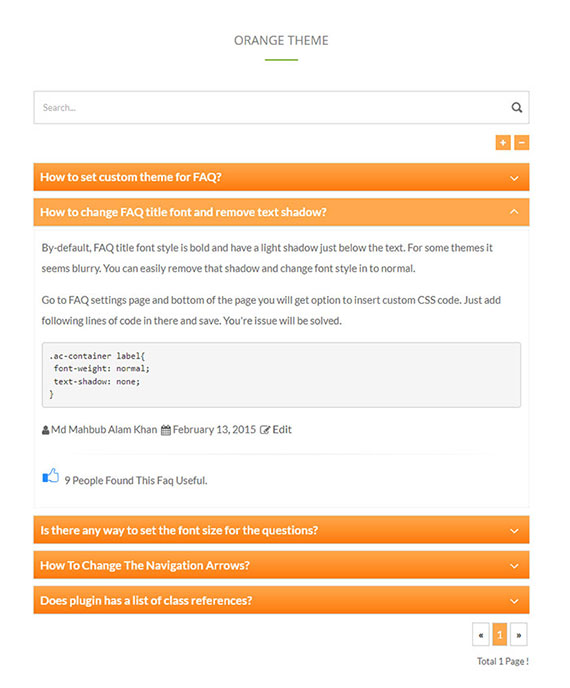 ORANGE THEME
Search...
+ −
How to set custom theme for FAQ?
How to change FAQ title font and remove text shadow?
By-default, FAQ title font style is bold and have a light shadow just below the text. For some themes it
seems blurry. You can easily remove that shadow and change font style in to normal.
Go to FAQ settings page and bottom of the page you will get option to insert custom CSS code. Just add
following lines of code in there and save. You're issue will be solved.
.ac-container label{
font-weight: normal;
text-shadow: none;
}
Md Mahbub Alam Khan February 13, 2015 Edit
9 People Found This Faq Useful.
Is there any way to set the font size for the questions?
How To Change The Navigation Arrows?
Does plugin has a list of class references?
« 1 »
Total 1 Page !